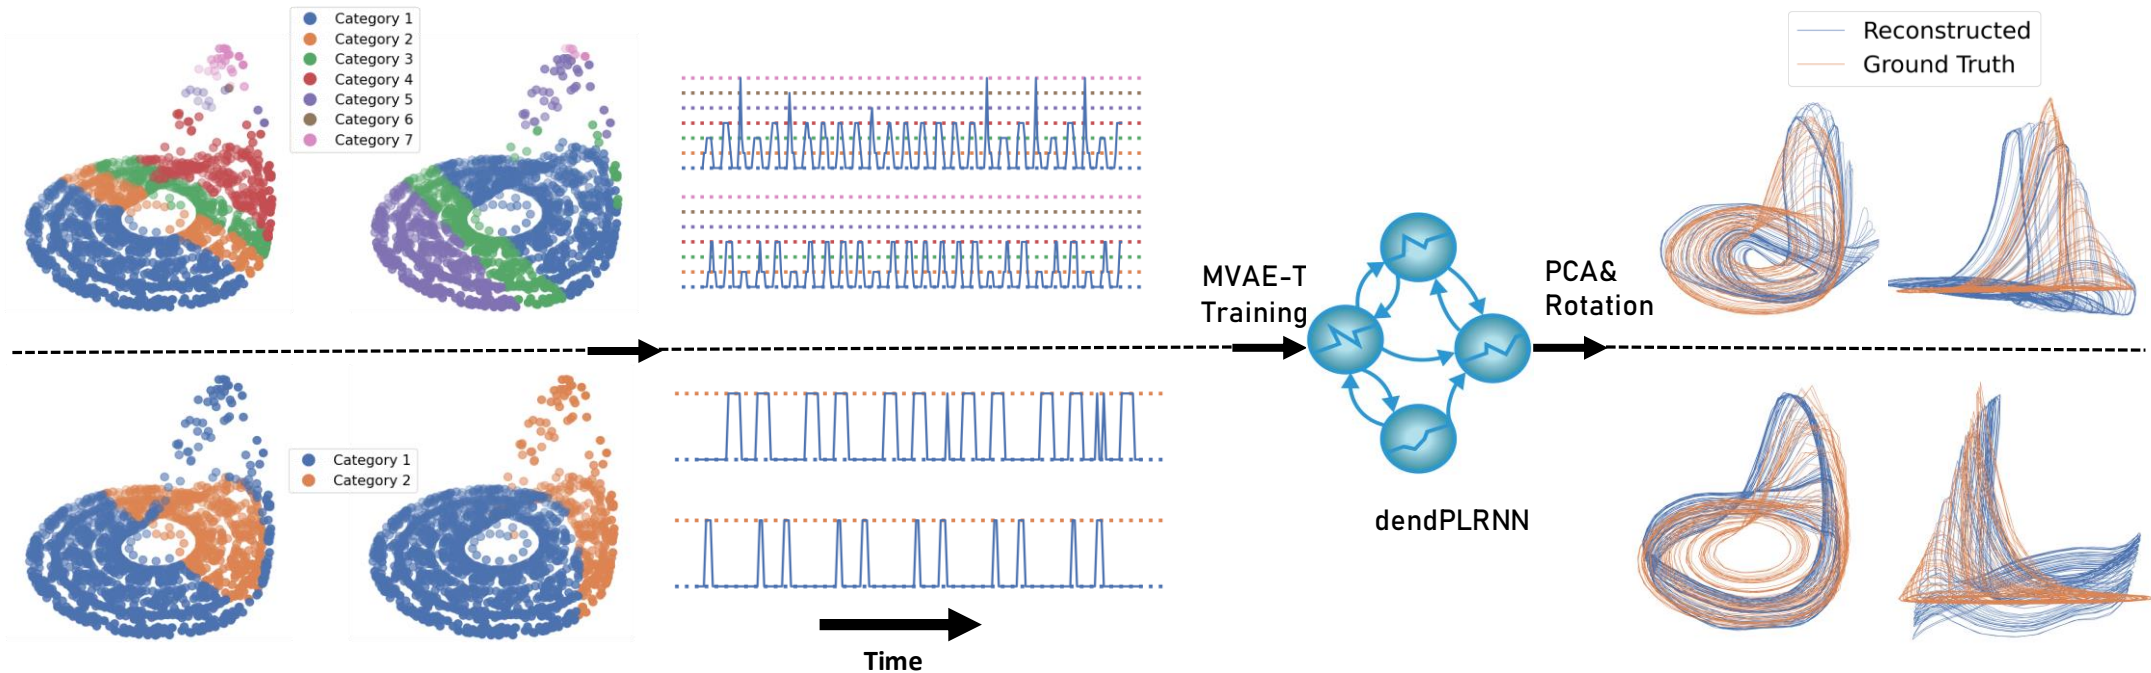 Category 1
Category 2
Category 3
Category 4
Category 5
Category 6
Category 7
Reconstructed
Ground Truth
MVAE-T
Training
PCA&
Rotation
Category 1
Category 2
dendPLRNN
Time